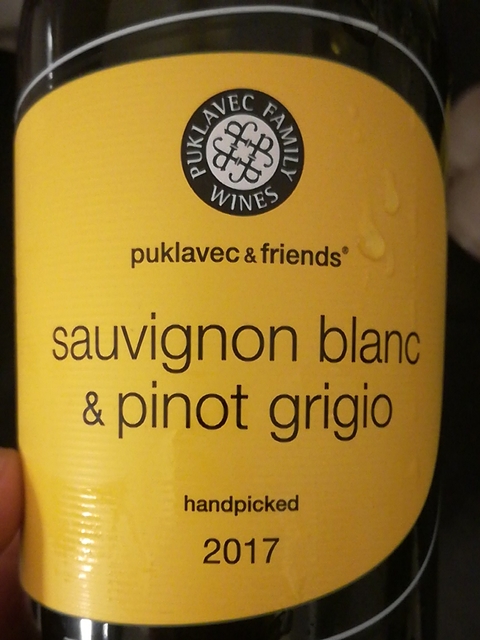 PUKLAVEC FAMILY
WINES
puklavec & friends®
sauvignon blanc
& pinot grigio
handpicked
2017